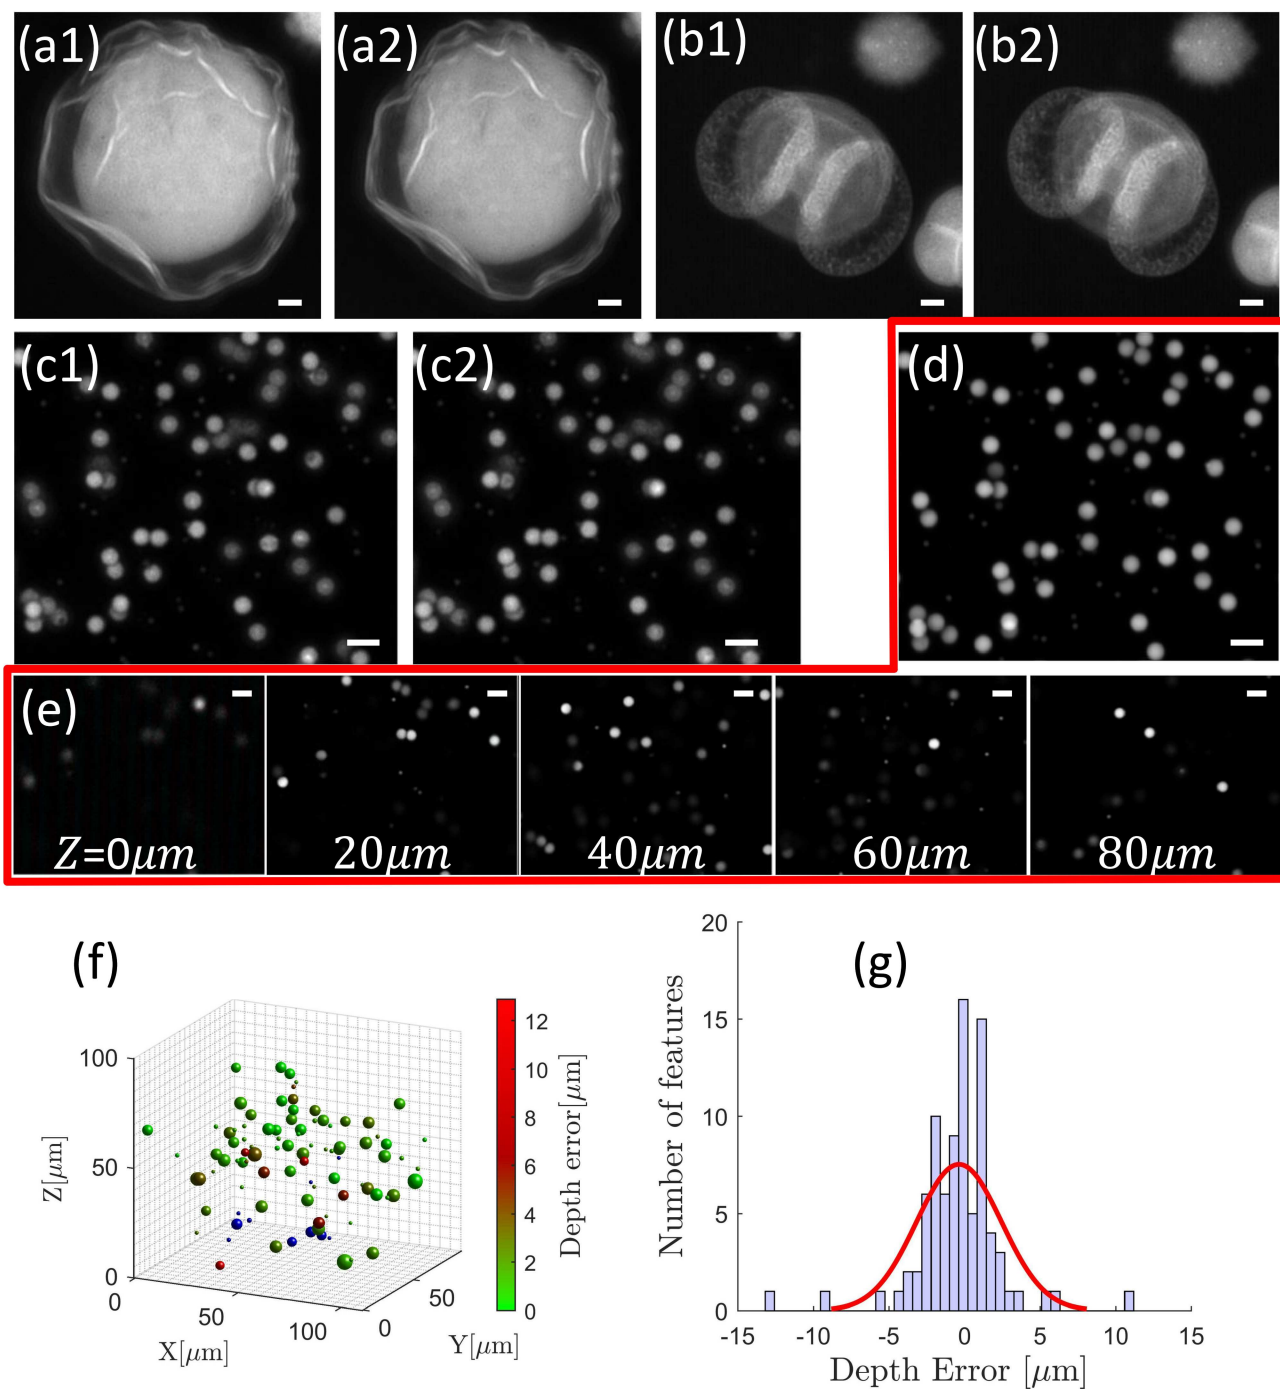 (a1) (a2) (b1) (b2)
(c1) (c2) (d)
(e)
Z=0μm 20μm 40μm 60μm 80μm
(f)
100
50
0
Z[μm]
0 50 100
X[μm]
0 50
Y[μm]
12
10
8
6
4
2
0
Depth error[μm]
(g)
20
15
10
5
0
Number of features
-15 -10 -5 0 5 10 15
Depth Error [μm]